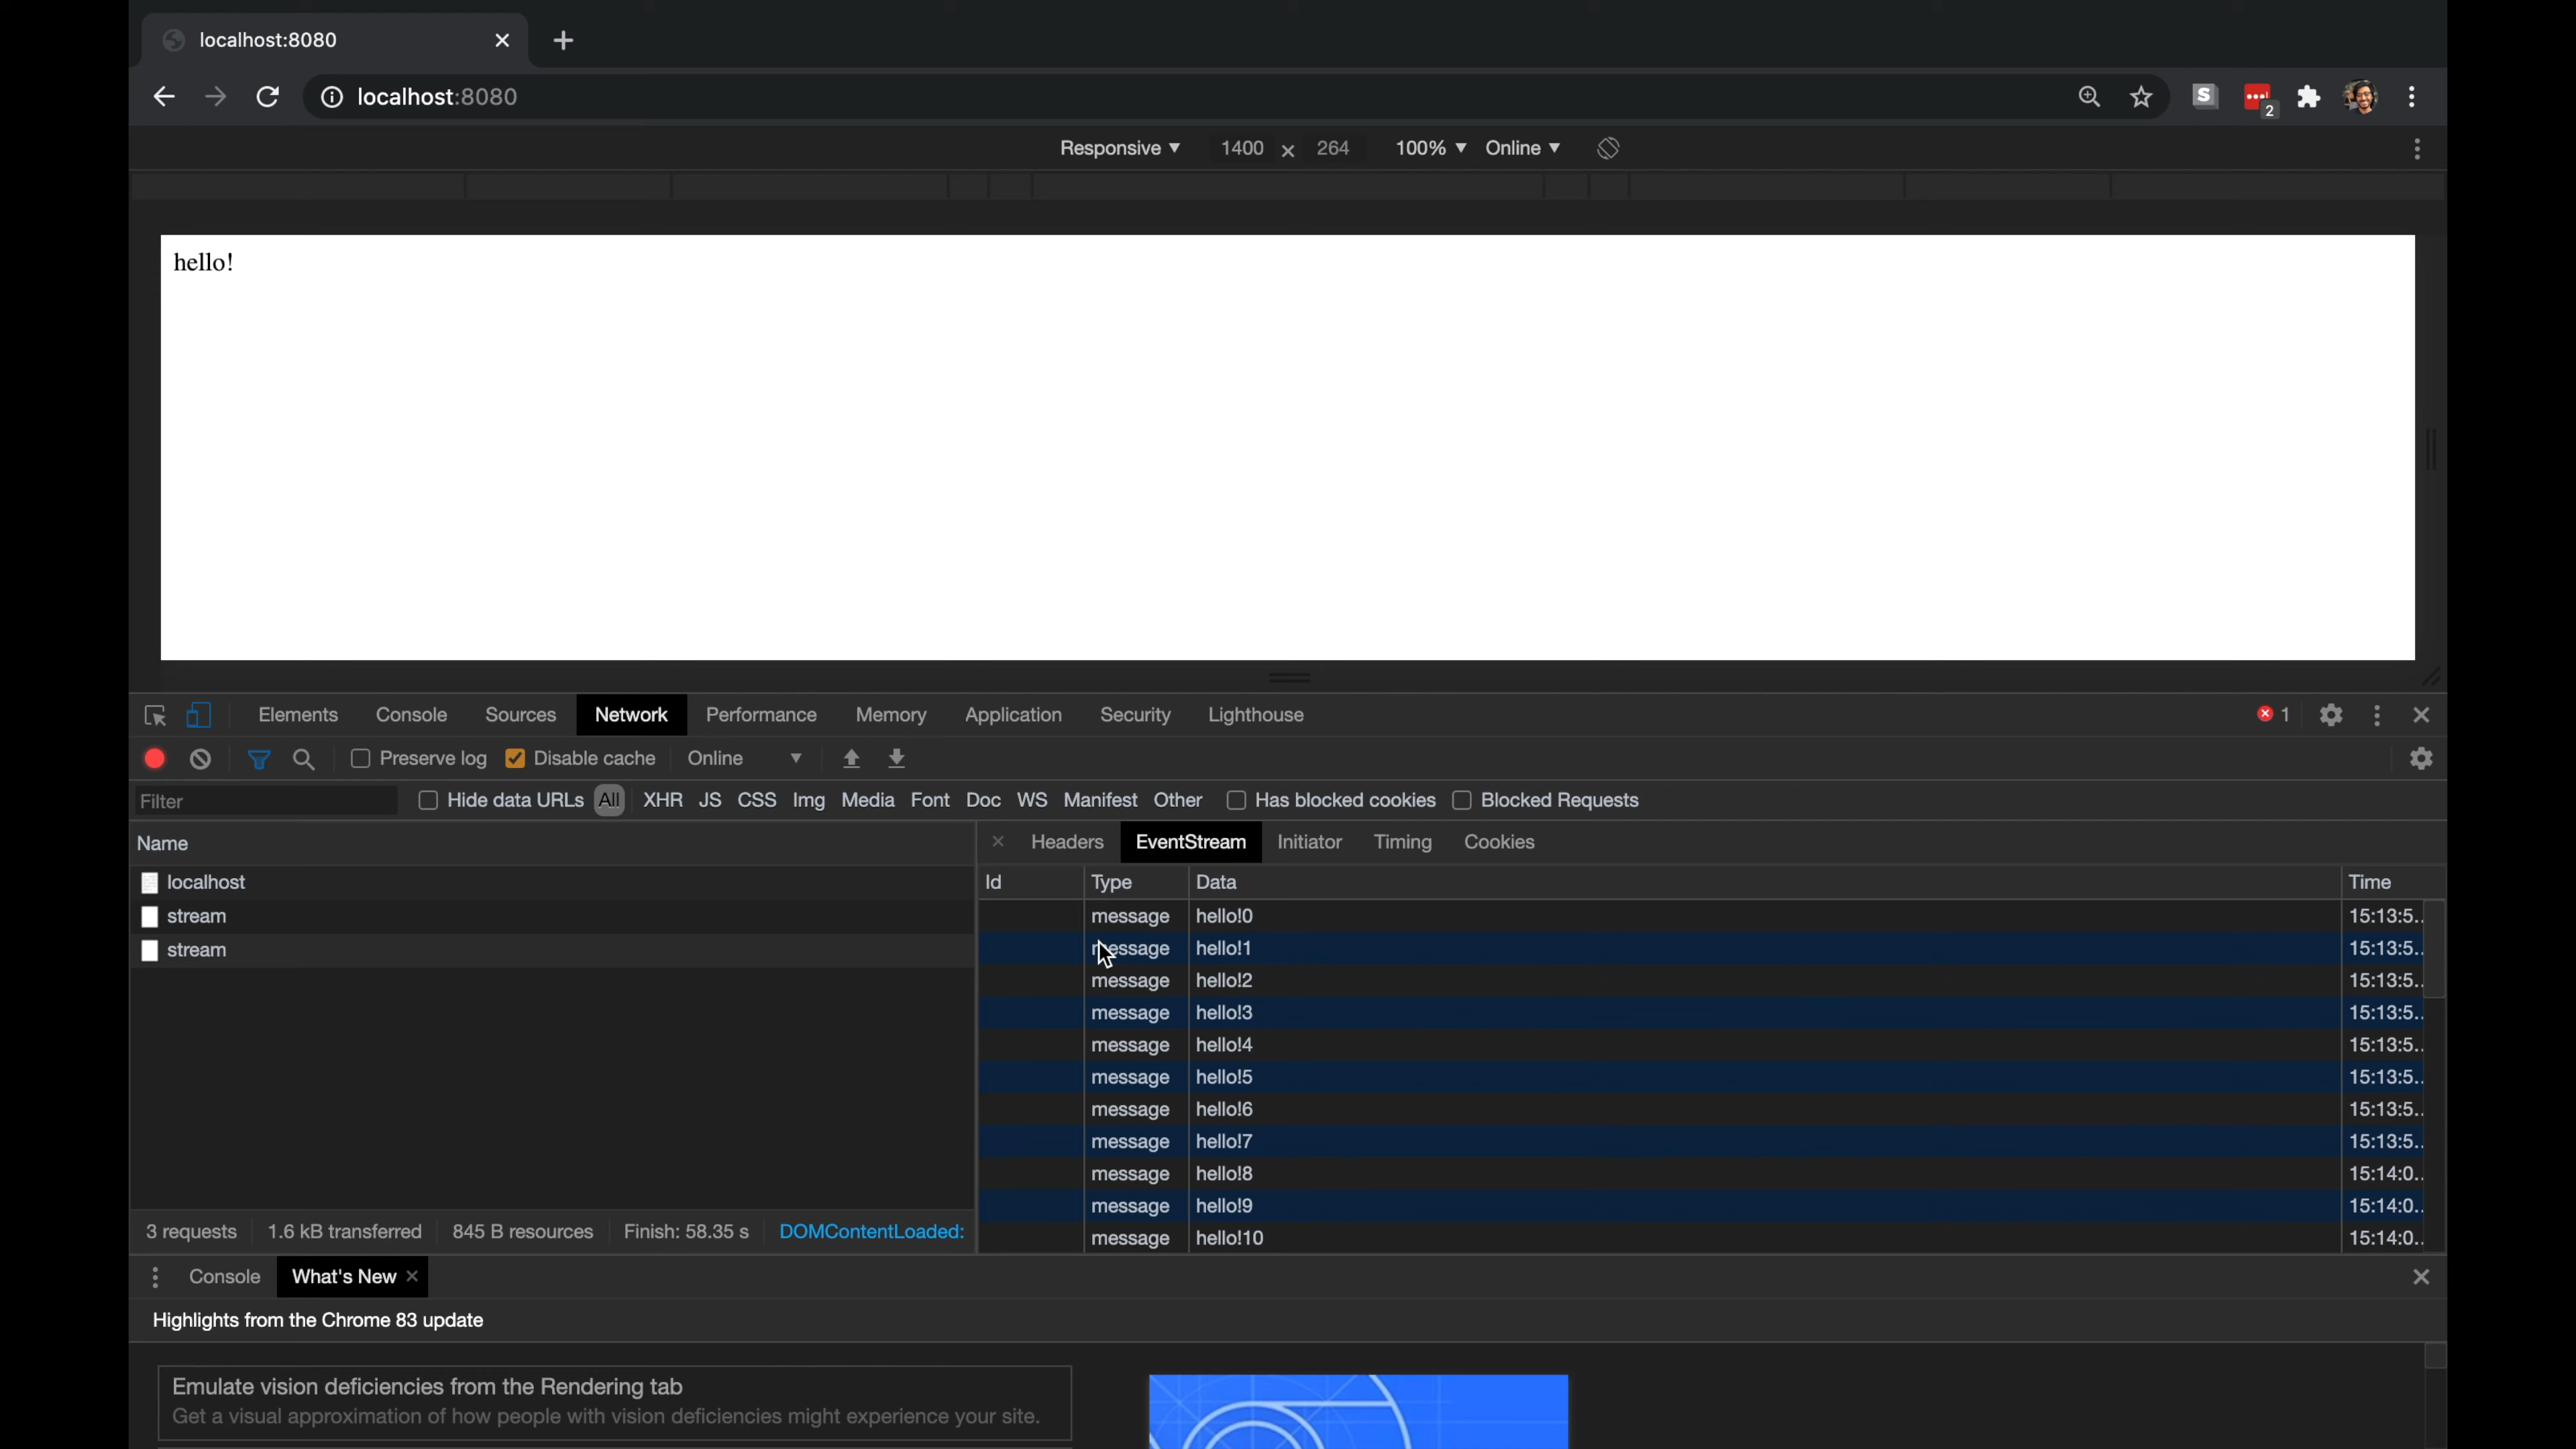 localhost:8080
localhost:8080
S 2
Responsive ▼ 1400 × 264 100% ▼ Online ▼
hello!
Elements Console Sources Network Performance Memory Application Security Lighthouse 1
Preserve log Disable cache Online ▼
Filter Hide data URLs All XHR JS CSS Img Media Font Doc WS Manifest Other Has blocked cookies Blocked Requests
Name
localhost
stream
stream
3 requests 1.6 kB transferred 845 B resources Finish: 58.35 s DOMContentLoaded:
Headers EventStream Initiator Timing Cookies
Id Type Data Time
message hello!0 15:13:5..
message hello!1 15:13:5..
message hello!2 15:13:5..
message hello!3 15:13:5..
message hello!4 15:13:5..
message hello!5 15:13:5..
message hello!6 15:13:5..
message hello!7 15:13:5..
message hello!8 15:14:0..
message hello!9 15:14:0..
message hello!10 15:14:0..
Console What's New
Highlights from the Chrome 83 update
Emulate vision deficiencies from the Rendering tab
Get a visual approximation of how people with vision deficiencies might experience your site.